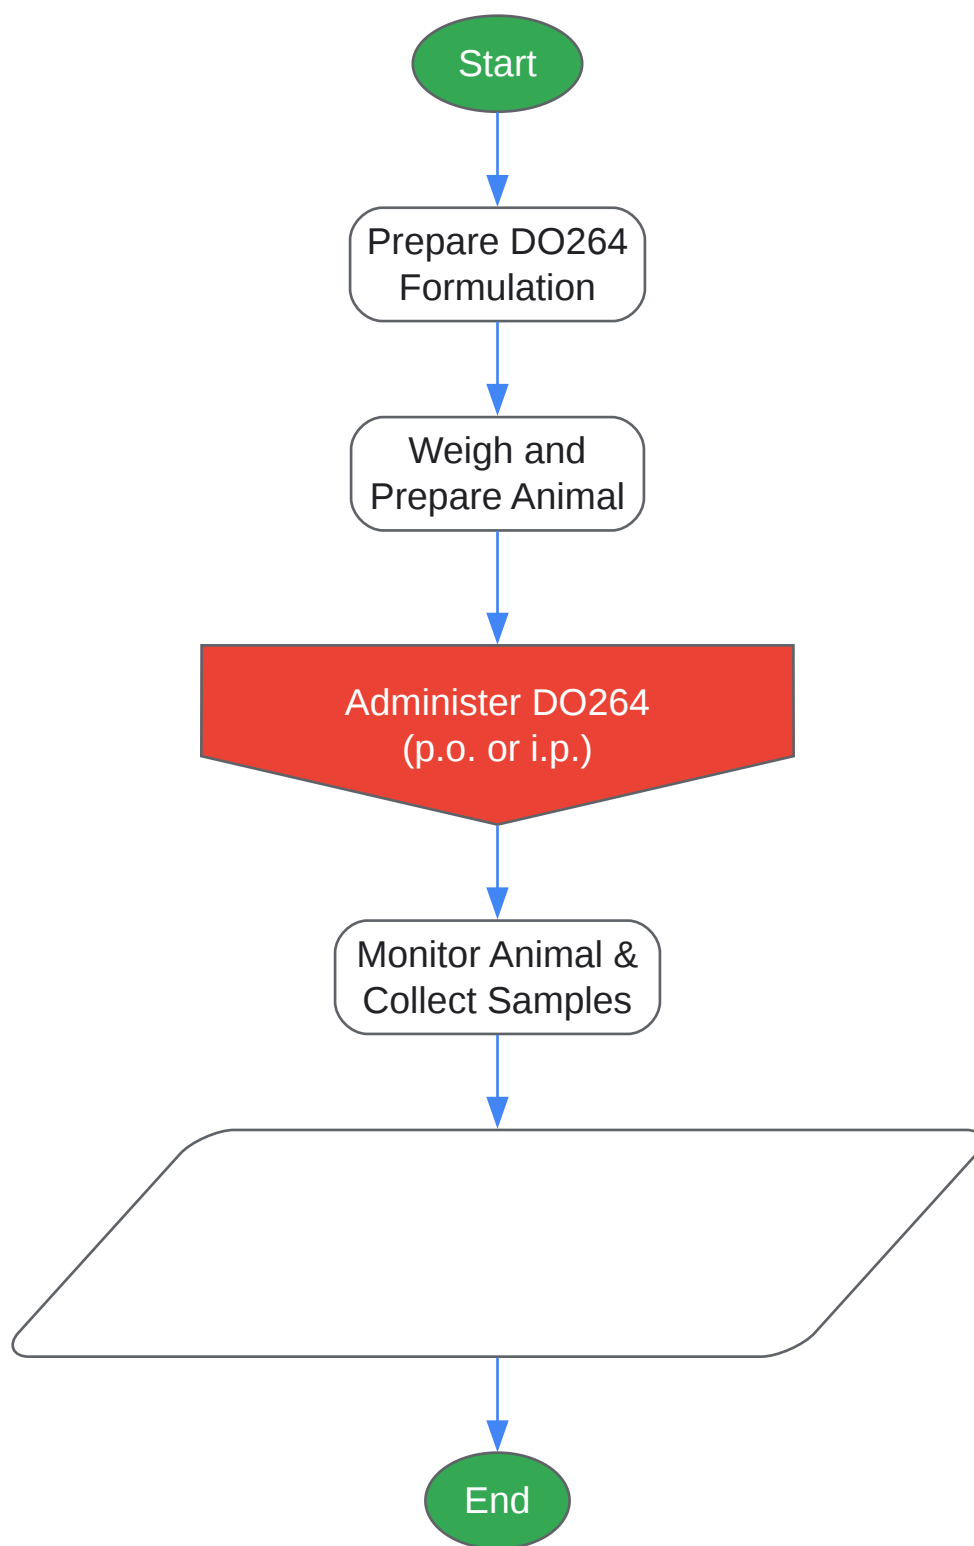 Start
Prepare DO264
Formulation
Weigh and
Prepare Animal
Administer DO264
(p.o. or i.p.)
Monitor Animal &
Collect Samples
End